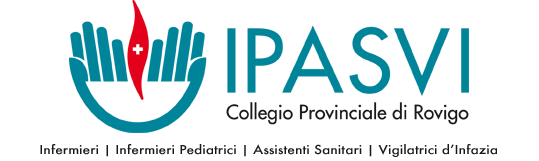 IPASVI
Collegio Provinciale di Rovigo
Infermieri | Infermieri Pediatrici | Assistenti Sanitari | Vigilatrici d'Infazia